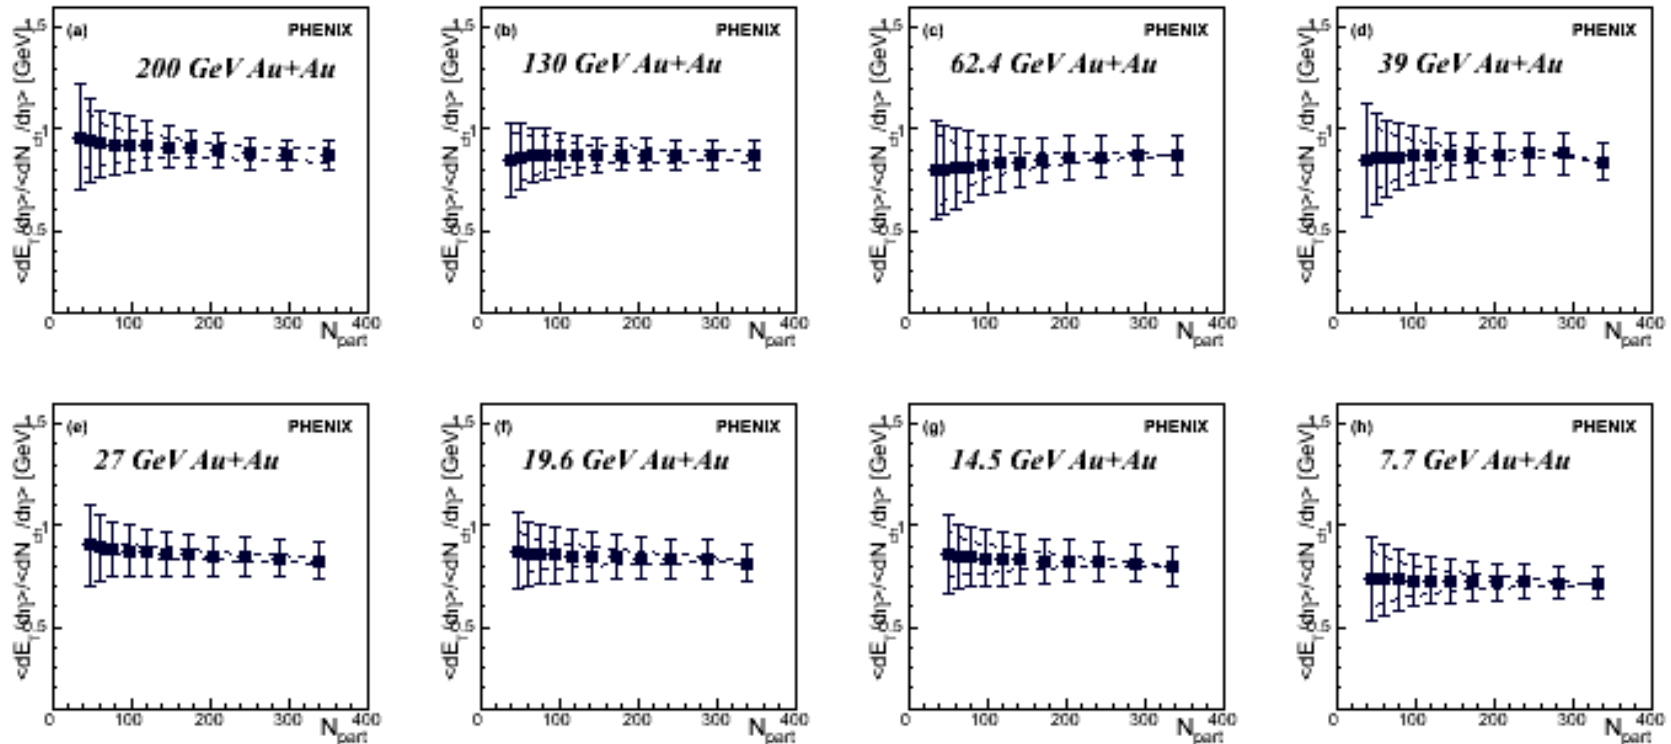 (a) PHENIX
200 GeV Au+Au
<dE_T/dη>/<dN_ch/dη> [GeV]
1.5
1
0.5
0 100 200 300 400
N_part
(b) PHENIX
130 GeV Au+Au
<dE_T/dη>/<dN_ch/dη> [GeV]
1.5
1
0.5
0 100 200 300 400
N_part
(c) PHENIX
62.4 GeV Au+Au
<dE_T/dη>/<dN_ch/dη> [GeV]
1.5
1
0.5
0 100 200 300 400
N_part
(d) PHENIX
39 GeV Au+Au
<dE_T/dη>/<dN_ch/dη> [GeV]
1.5
1
0.5
0 100 200 300 400
N_part
(e) PHENIX
27 GeV Au+Au
<dE_T/dη>/<dN_ch/dη> [GeV]
1.5
1
0.5
0 100 200 300 400
N_part
(f) PHENIX
19.6 GeV Au+Au
<dE_T/dη>/<dN_ch/dη> [GeV]
1.5
1
0.5
0 100 200 300 400
N_part
(g) PHENIX
14.5 GeV Au+Au
<dE_T/dη>/<dN_ch/dη> [GeV]
1.5
1
0.5
0 100 200 300 400
N_part
(h) PHENIX
7.7 GeV Au+Au
<dE_T/dη>/<dN_ch/dη> [GeV]
1.5
1
0.5
0 100 200 300 400
N_part